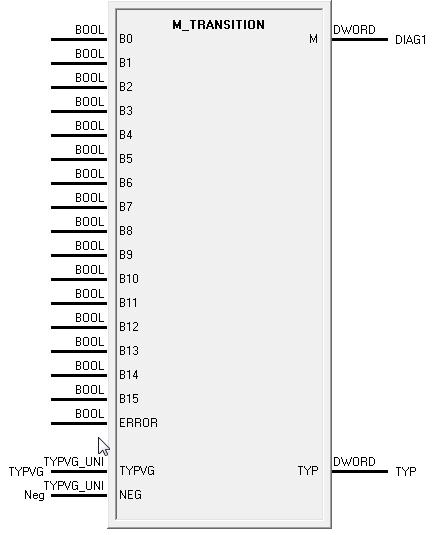 M_TRANSITION
BOOL B0 M DWORD DIAG1
BOOL B1
BOOL B2
BOOL B3
BOOL B4
BOOL B5
BOOL B6
BOOL B7
BOOL B8
BOOL B9
BOOL B10
BOOL B11
BOOL B12
BOOL B13
BOOL B14
BOOL B15
BOOL ERROR
TYPVG TYPVG_UNI TYPVG TYP DWORD TYP
Neg TYPVG_UNI NEG